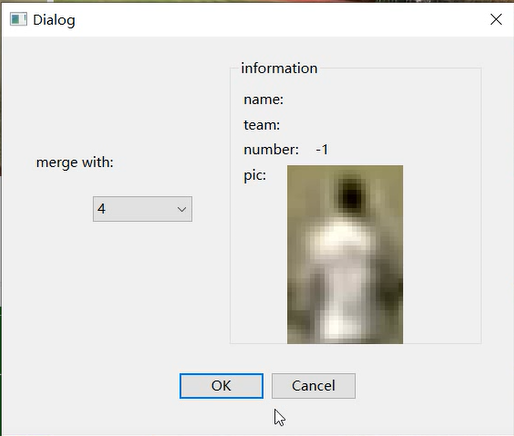 Dialog
information
name:
team:
number: -1
merge with:
pic:
4
OK Cancel